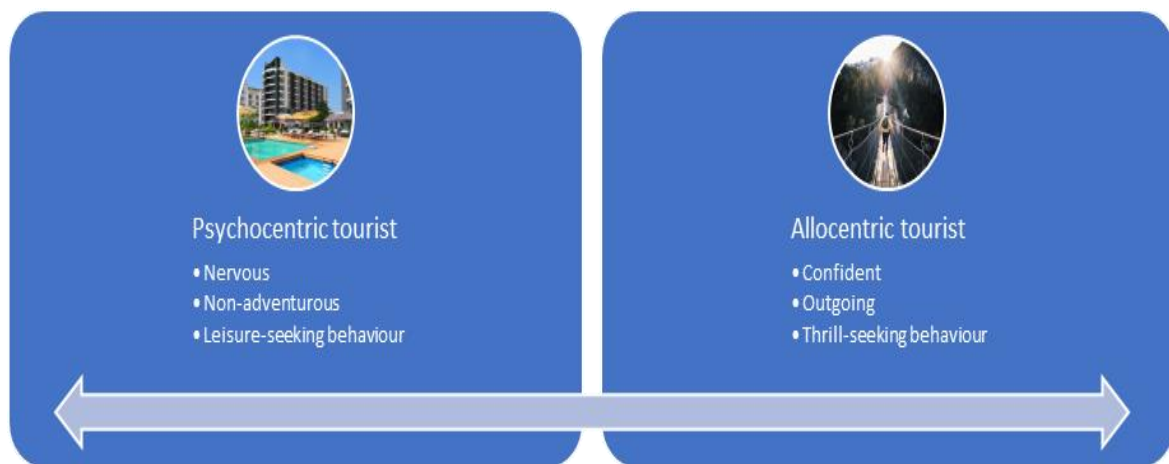 Psychocentric tourist
• Nervous
• Non-adventurous
• Leisure-seeking behaviour
Allocentric tourist
• Confident
• Outgoing
• Thrill-seeking behaviour